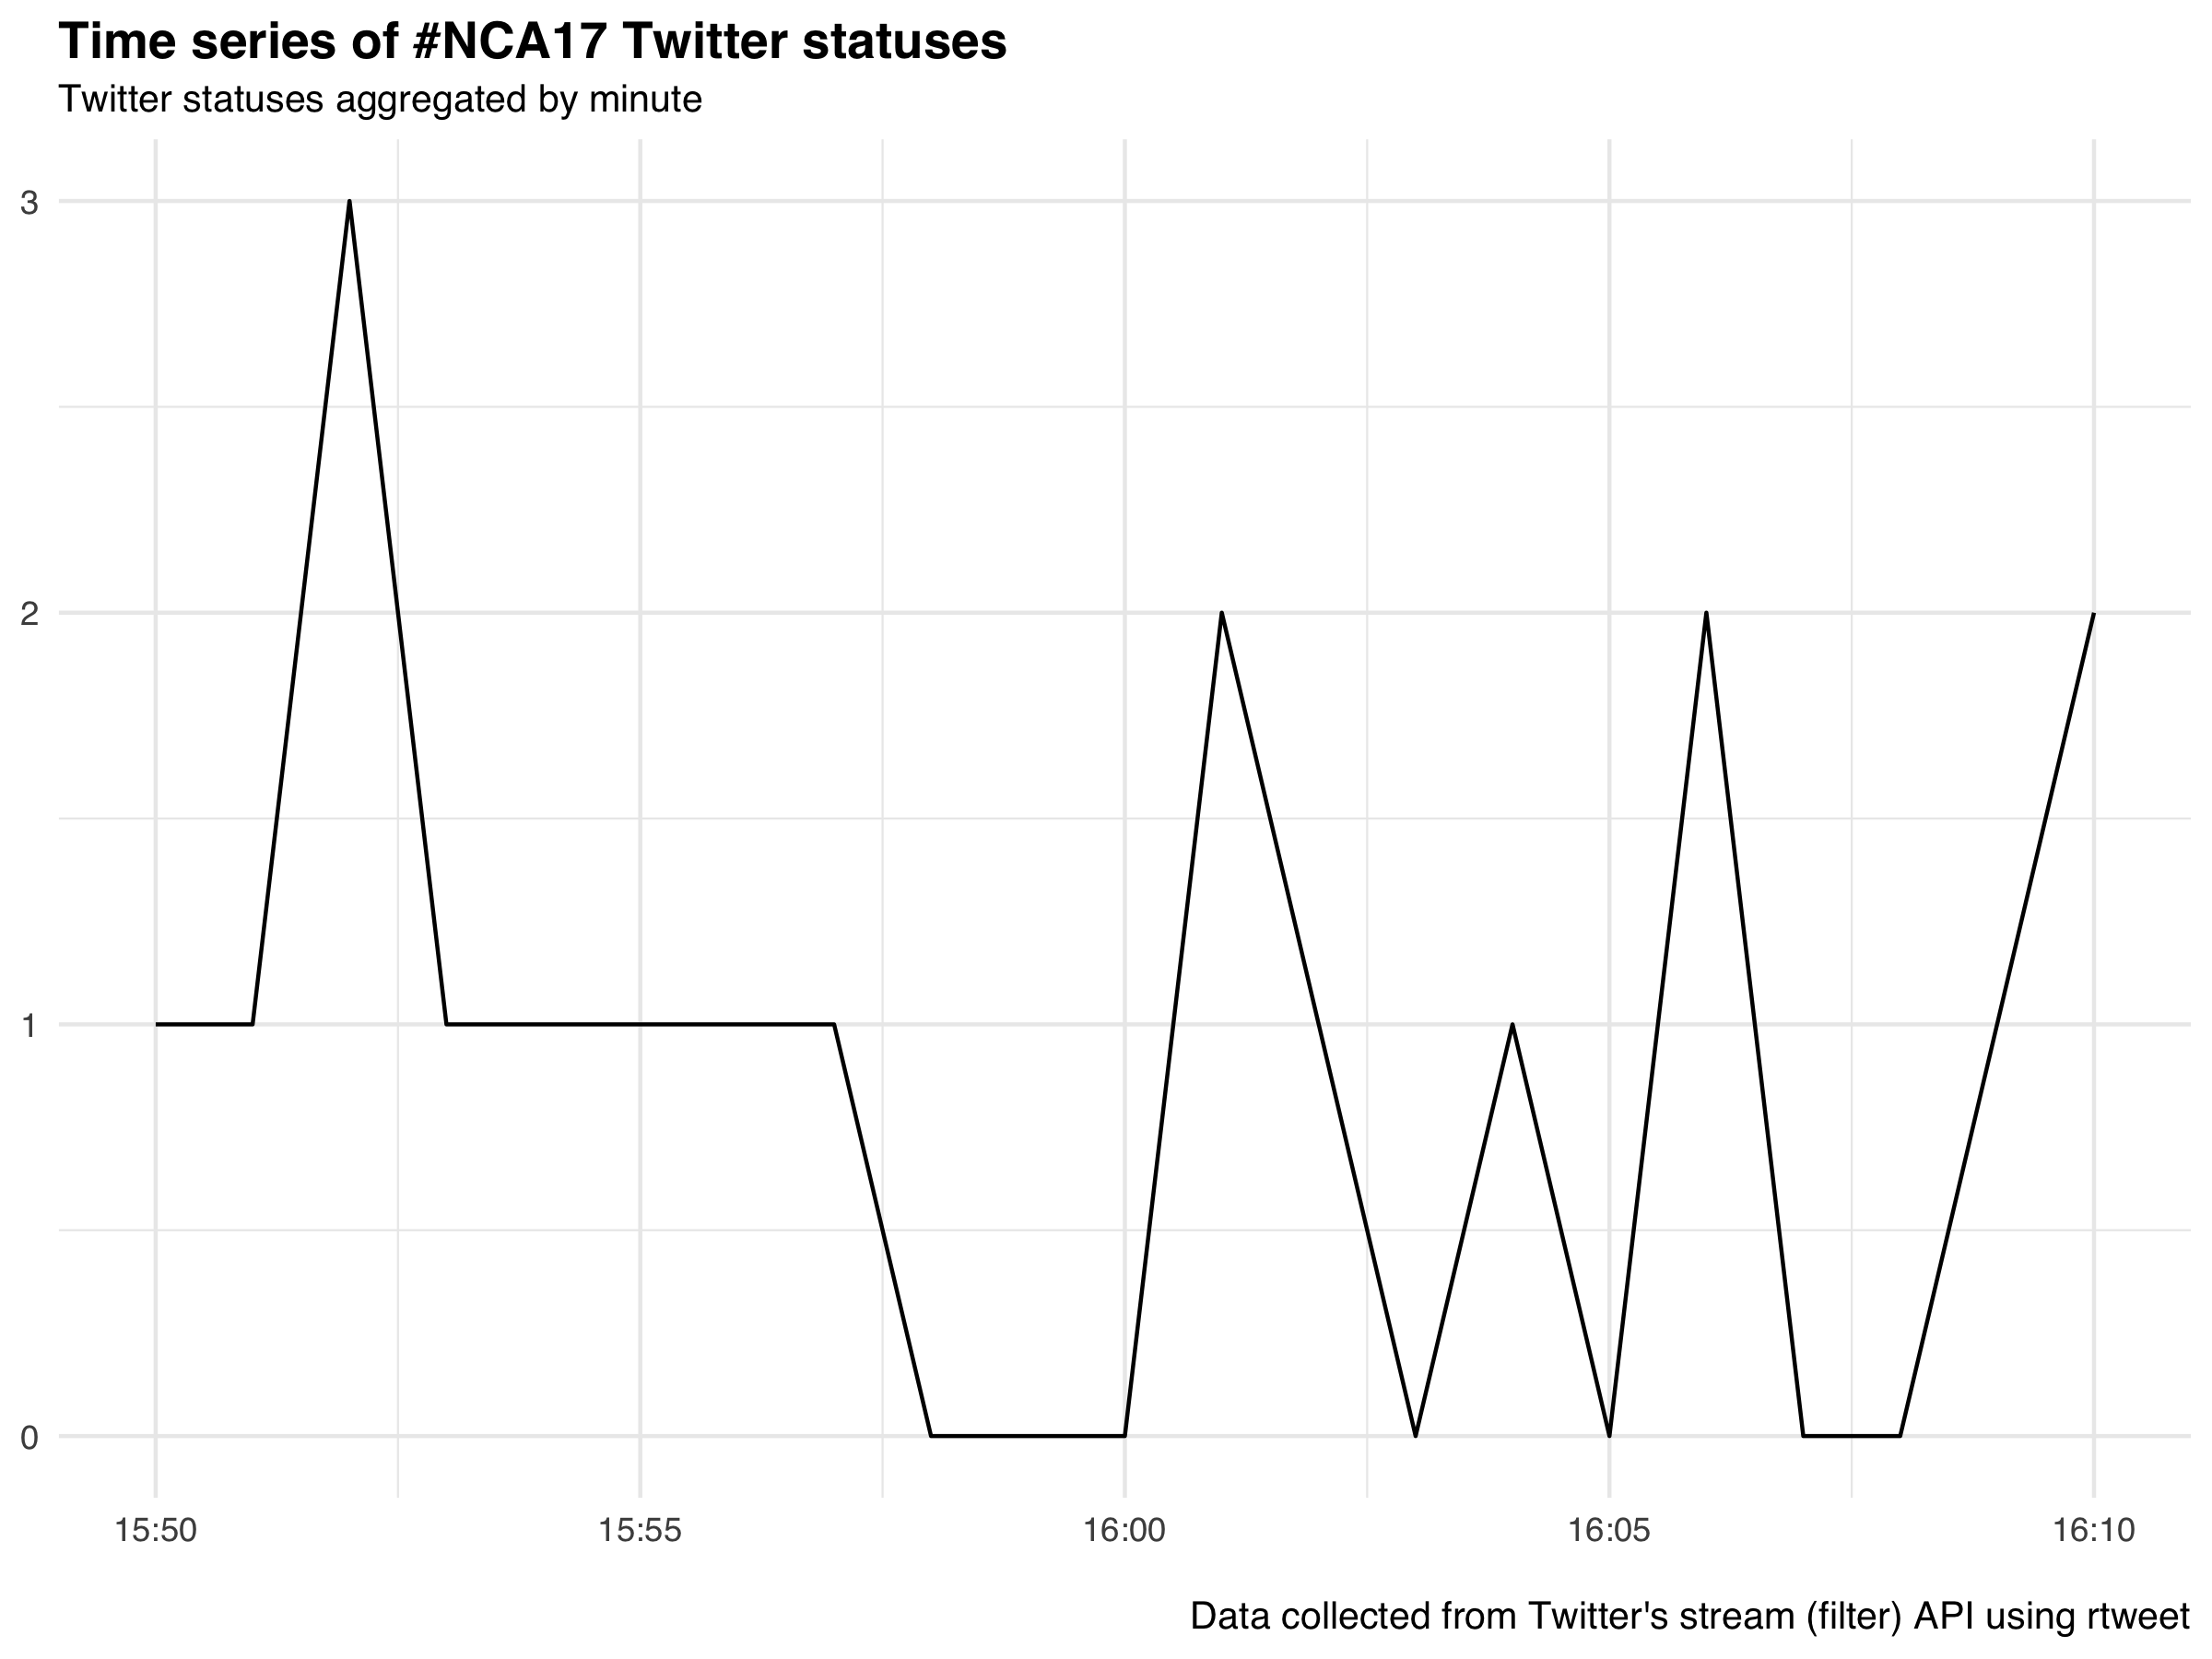 Time series of #NCA17 Twitter statuses
Twitter statuses aggregated by minute
3
2
1
0
15:50 15:55 16:00 16:05 16:10
Data collected from Twitter's stream (filter) API using rtweet